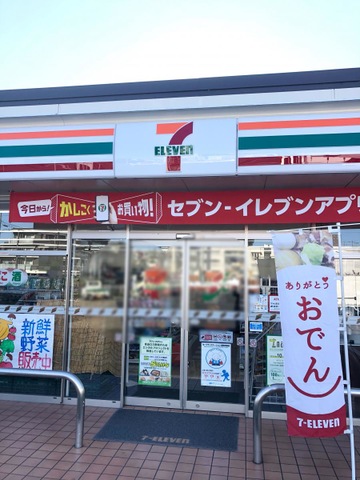 7
ELEVEn
今日から!
かしこく
お買い物!
セブン-イレブンアプリ
酒
新鮮
野菜
販売中
ありがとう
おでん
7-ELEVEN
7-ELEVEN